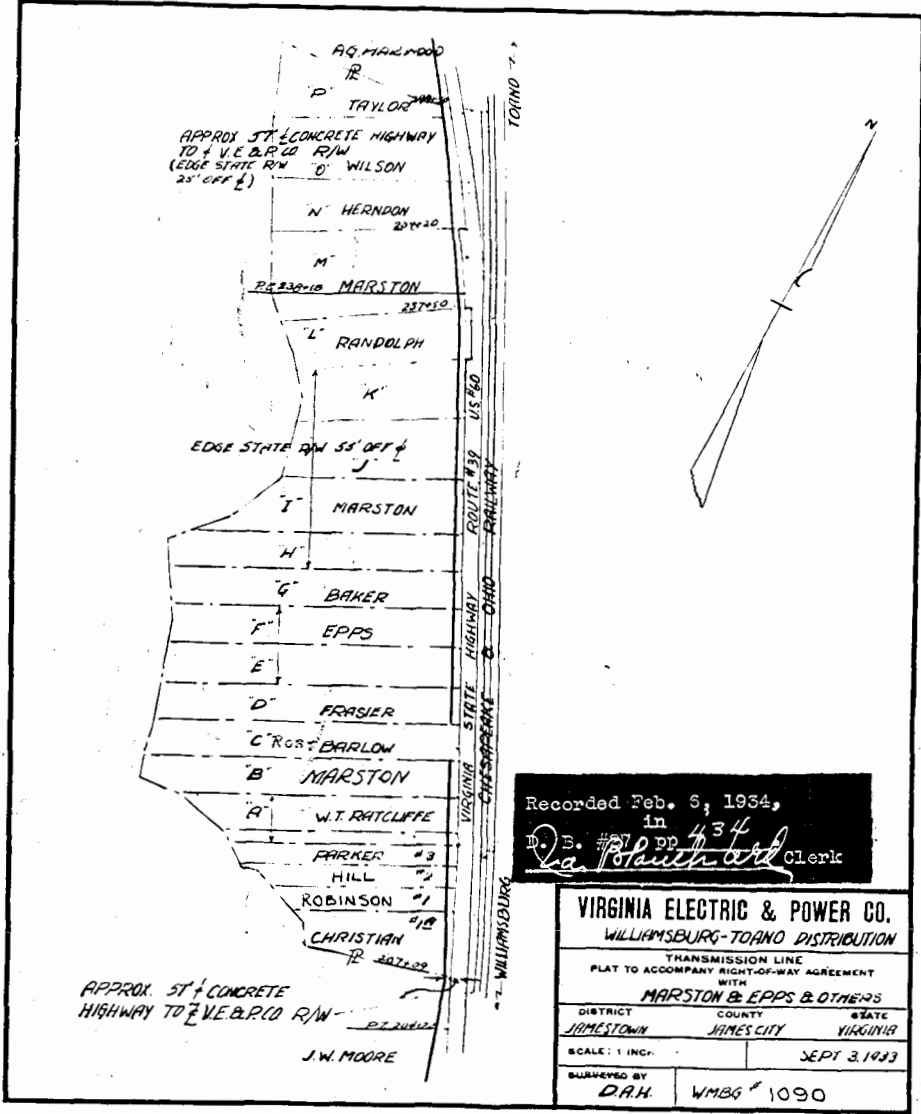 A.G. HARWOOD
"P"
TAYLOR
TOANO
APPROX 57' ℄ CONCRETE HIGHWAY
TO ℄ V.E.&P.CO R/W
(EDGE STATE R/W
25' OFF ℄)
"O" WILSON
N
"N" HERNDON
"M"
MARSTON
237+50
"L"
RANDOLPH
"K"
EDGE STATE R/W 55' OFF ℄
"J"
"I" MARSTON
"H"
"G" BAKER
"F" EPPS
"E"
"D" FRASIER
"C" BARLOW
"B" MARSTON
"A" W.T. RATCLIFFE
PARKER #3
HILL #2
ROBINSON #1
#1A
CHRISTIAN
207+09
VIRGINIA STATE HIGHWAY ROUTE #39 U.S. #60
CHESAPEAKE & OHIO RAILWAY
WILLIAMSBURG
APPROX. 57' ℄ CONCRETE
HIGHWAY TO ℄ V.E.&P.CO R/W
J.W. MOORE
Recorded Feb. 6, 1934,
in
D. B. pp 434
Clerk
VIRGINIA ELECTRIC & POWER CO.
WILLIAMSBURG-TOANO DISTRIBUTION
TRANSMISSION LINE
PLAT TO ACCOMPANY RIGHT-OF-WAY AGREEMENT
WITH
MARSTON & EPPS & OTHERS
DISTRICT COUNTY STATE
JAMESTOWN JAMES CITY VIRGINIA
SCALE: 1 INCH SEPT 3, 1933
SURVEYED BY
D.A.H. WMBG # 1090